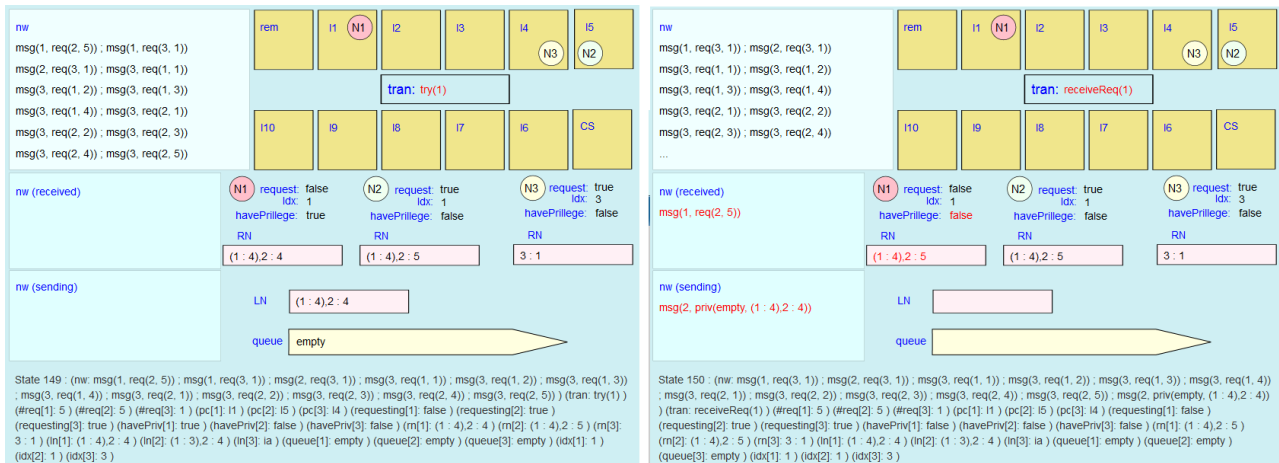 nw
msg(1, req(2, 5)) ; msg(1, req(3, 1))
msg(2, req(3, 1)) ; msg(3, req(1, 1))
msg(3, req(1, 2)) ; msg(3, req(1, 3))
msg(3, req(1, 4)) ; msg(3, req(2, 1))
msg(3, req(2, 2)) ; msg(3, req(2, 3))
msg(3, req(2, 4)) ; msg(3, req(2, 5))
rem
l1 N1
l2
l3
l4
N3
l5
N2
tran: try(1)
l10
l9
l8
l7
l6
CS
nw (received)
N1 request: false
Idx: 1
havePrillege: true
N2 request: true
Idx: 1
havePrillege: false
N3 request: true
Idx: 3
havePrillege: false
RN
RN
RN
(1 : 4),2 : 4
(1 : 4),2 : 5
3 : 1
nw (sending)
LN (1 : 4),2 : 4
queue empty
State 149 : (nw: msg(1, req(2, 5)) ; msg(1, req(3, 1)) ; msg(2, req(3, 1)) ; msg(3, req(1, 1)) ; msg(3, req(1, 2)) ; msg(3, req(1, 3))
; msg(3, req(1, 4)) ; msg(3, req(2, 1)) ; msg(3, req(2, 2)) ; msg(3, req(2, 3)) ; msg(3, req(2, 4)) ; msg(3, req(2, 5)) ) (tran: try(1) )
(#req[1]: 5 ) (#req[2]: 5 ) (#req[3]: 1 ) (pc[1]: l1 ) (pc[2]: l5 ) (pc[3]: l4 ) (requesting[1]: false ) (requesting[2]: true )
(requesting[3]: true ) (havePriv[1]: true ) (havePriv[2]: false ) (havePriv[3]: false ) (rn[1]: (1 : 4),2 : 4 ) (rn[2]: (1 : 4),2 : 5 ) (rn[3]:
3 : 1 ) (ln[1]: (1 : 4),2 : 4 ) (ln[2]: (1 : 3),2 : 4 ) (ln[3]: ia ) (queue[1]: empty ) (queue[2]: empty ) (queue[3]: empty ) (idx[1]: 1 )
(idx[2]: 1 ) (idx[3]: 3 )
nw
msg(1, req(3, 1)) ; msg(2, req(3, 1))
msg(3, req(1, 1)) ; msg(3, req(1, 2))
msg(3, req(1, 3)) ; msg(3, req(1, 4))
msg(3, req(2, 1)) ; msg(3, req(2, 2))
msg(3, req(2, 3)) ; msg(3, req(2, 4))
...
rem
l1 N1
l2
l3
l4
N3
l5
N2
tran: receiveReq(1)
l10
l9
l8
l7
l6
CS
nw (received)
msg(1, req(2, 5))
N1 request: false
Idx: 1
havePrillege: false
N2 request: true
Idx: 1
havePrillege: false
N3 request: true
Idx: 3
havePrillege: false
RN
RN
RN
(1 : 4),2 : 5
(1 : 4),2 : 5
3 : 1
nw (sending)
msg(2, priv(empty, (1 : 4),2 : 4))
LN
queue
State 150 : (nw: msg(1, req(3, 1)) ; msg(2, req(3, 1)) ; msg(3, req(1, 1)) ; msg(3, req(1, 2)) ; msg(3, req(1, 3)) ; msg(3, req(1, 4))
; msg(3, req(2, 1)) ; msg(3, req(2, 2)) ; msg(3, req(2, 3)) ; msg(3, req(2, 4)) ; msg(3, req(2, 5)) ; msg(2, priv(empty, (1 : 4),2 : 4)) )
(tran: receiveReq(1) ) (#req[1]: 5 ) (#req[2]: 5 ) (#req[3]: 1 ) (pc[1]: l1 ) (pc[2]: l5 ) (pc[3]: l4 ) (requesting[1]: false )
(requesting[2]: true ) (requesting[3]: true ) (havePriv[1]: false ) (havePriv[2]: false ) (havePriv[3]: false ) (rn[1]: (1 : 4),2 : 5 )
(rn[2]: (1 : 4),2 : 5 ) (rn[3]: 3 : 1 ) (ln[1]: (1 : 4),2 : 4 ) (ln[2]: (1 : 3),2 : 4 ) (ln[3]: ia ) (queue[1]: empty ) (queue[2]: empty )
(queue[3]: empty ) (idx[1]: 1 ) (idx[2]: 1 ) (idx[3]: 3 )